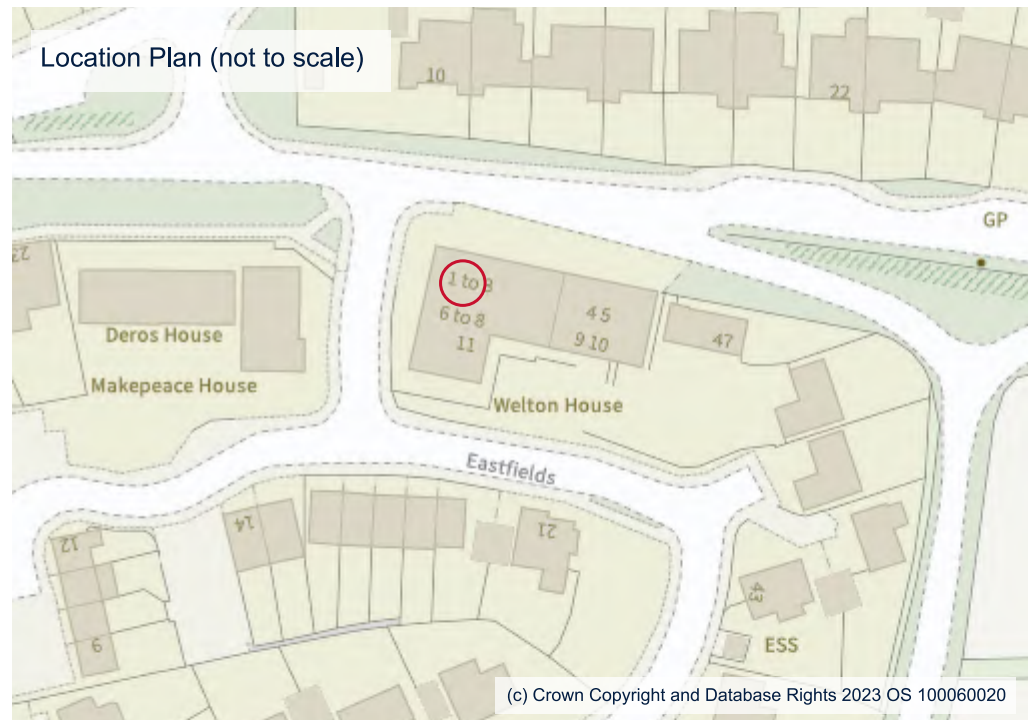 Location Plan (not to scale)
10
22
GP
23
1 to 3
6 to 8
11
4 5
9 10
47
Deros House
Makepeace House
Welton House
Eastfields
12
14
21
43
9
ESS
(c) Crown Copyright and Database Rights 2023 OS 100060020